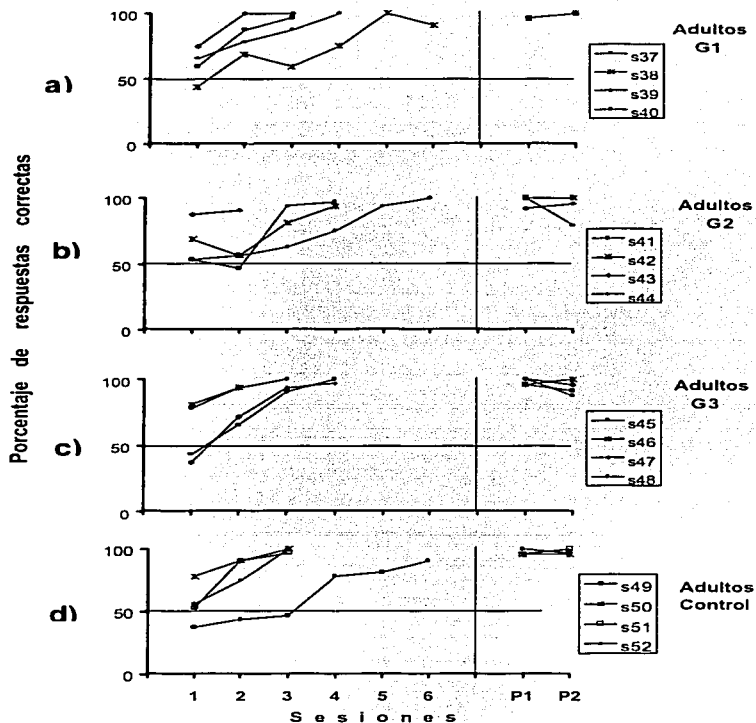 Porcentaje de respuestas correctas
a)
100
50
0
Adultos
G1
s37
s38
s39
s40
b)
100
50
0
Adultos
G2
s41
s42
s43
s44
c)
100
50
0
Adultos
G3
s45
s46
s47
s48
d)
100
50
0
Adultos
Control
s49
s50
s51
s52
1 2 3 4 5 6 P1 P2
Sesiones